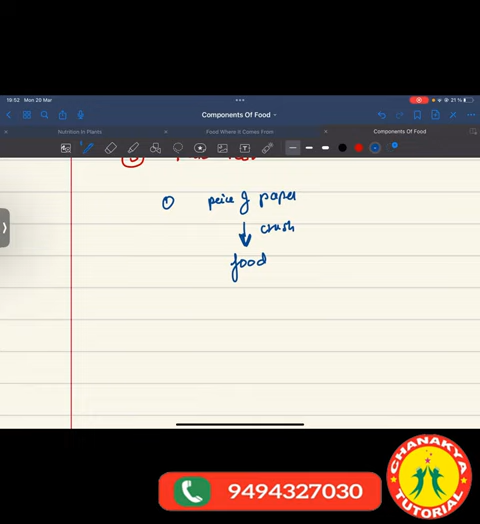 19:52 Mon 20 Mar
21 %
Components Of Food
Nutrition in Plants
Food Where It Comes From
Components Of Food
① peice of paper
crush
food
9494327030
CHANAKYA
TUTORIAL